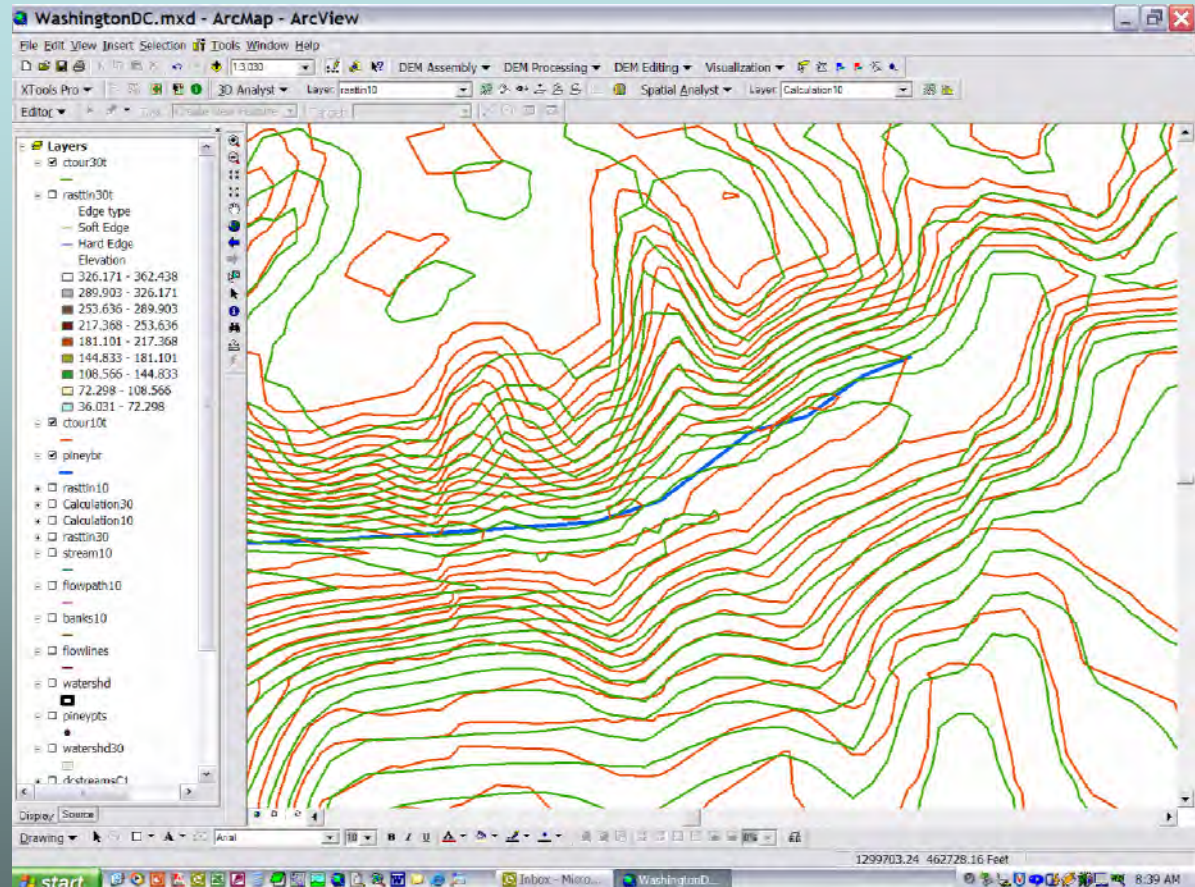 WashingtonDC.mxd - ArcMap - ArcView
File Edit View Insert Selection Tools Window Help
1:3,030 DEM Assembly DEM Processing DEM Editing Visualization
XTools Pro 3D Analyst Layer: rasttin10 Spatial Analyst Layer: Calculation10
Editor
Layers
ctour30t
rasttin30t
Edge type
Soft Edge
Hard Edge
Elevation
326.171 - 362.438
289.903 - 326.171
253.636 - 289.903
217.368 - 253.636
181.101 - 217.368
144.833 - 181.101
108.566 - 144.833
72.298 - 108.566
36.031 - 72.298
ctour10t
pineybr
rasttin10
Calculation30
Calculation10
rasttin30
stream10
flowpath10
banks10
flowlines
watershd
pineypts
watershd30
dcstreamsC1
Display Source
Drawing A Arial 10 B I U A
1299703.24 462728.16 Feet
start Inbox - Micro... WashingtonD... 8:39 AM